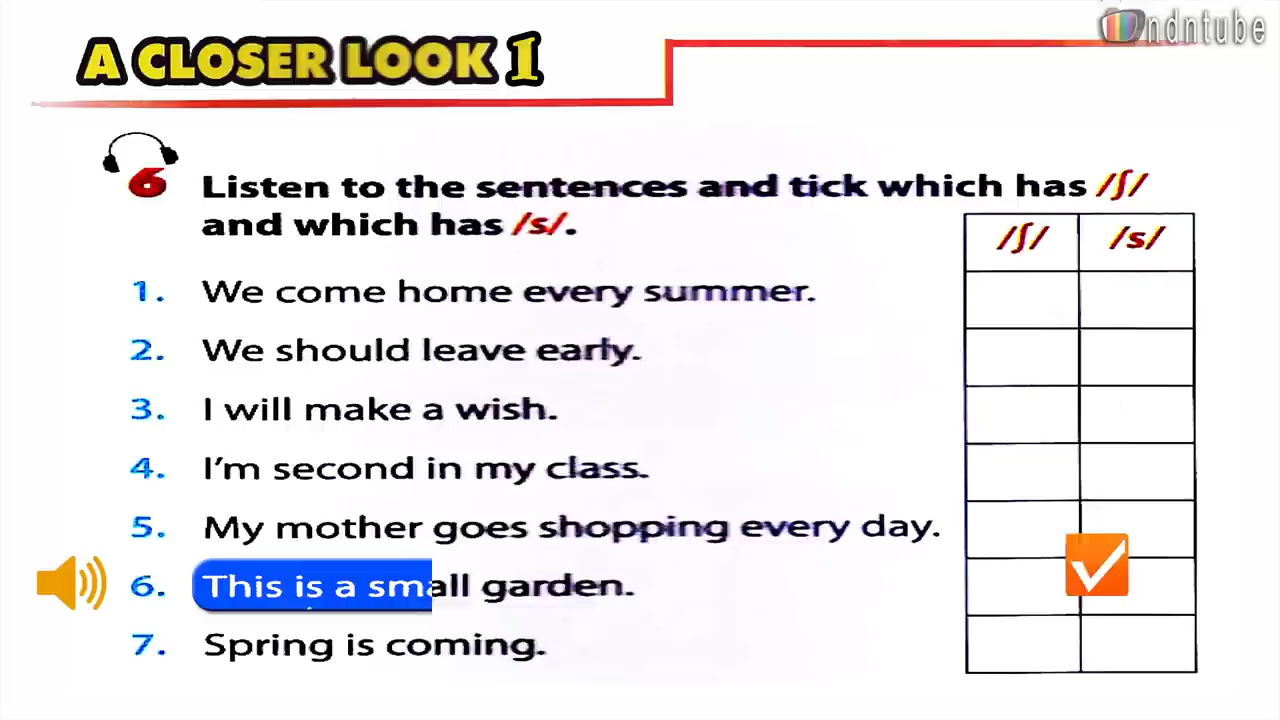 ndntube
A CLOSER LOOK 1
6 Listen to the sentences and tick which has /ʃ/
and which has /s/.
/ʃ/ /s/
1. We come home every summer.
2. We should leave early.
3. I will make a wish.
4. I'm second in my class.
5. My mother goes shopping every day.
6. This is a small garden.
7. Spring is coming.